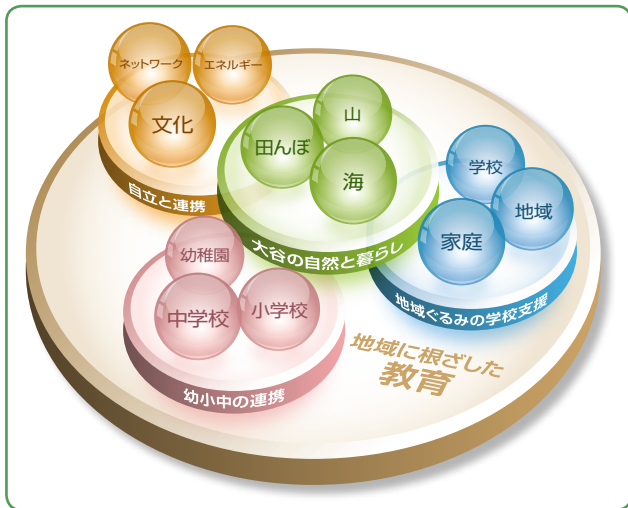 ネットワーク
エネルギー
文化
自立と連携
山
田んぼ
海
大谷の自然と暮らし
学校
地域
家庭
地域ぐるみの学校支援
幼稚園
中学校
小学校
幼小中の連携
地域に根ざした
教育